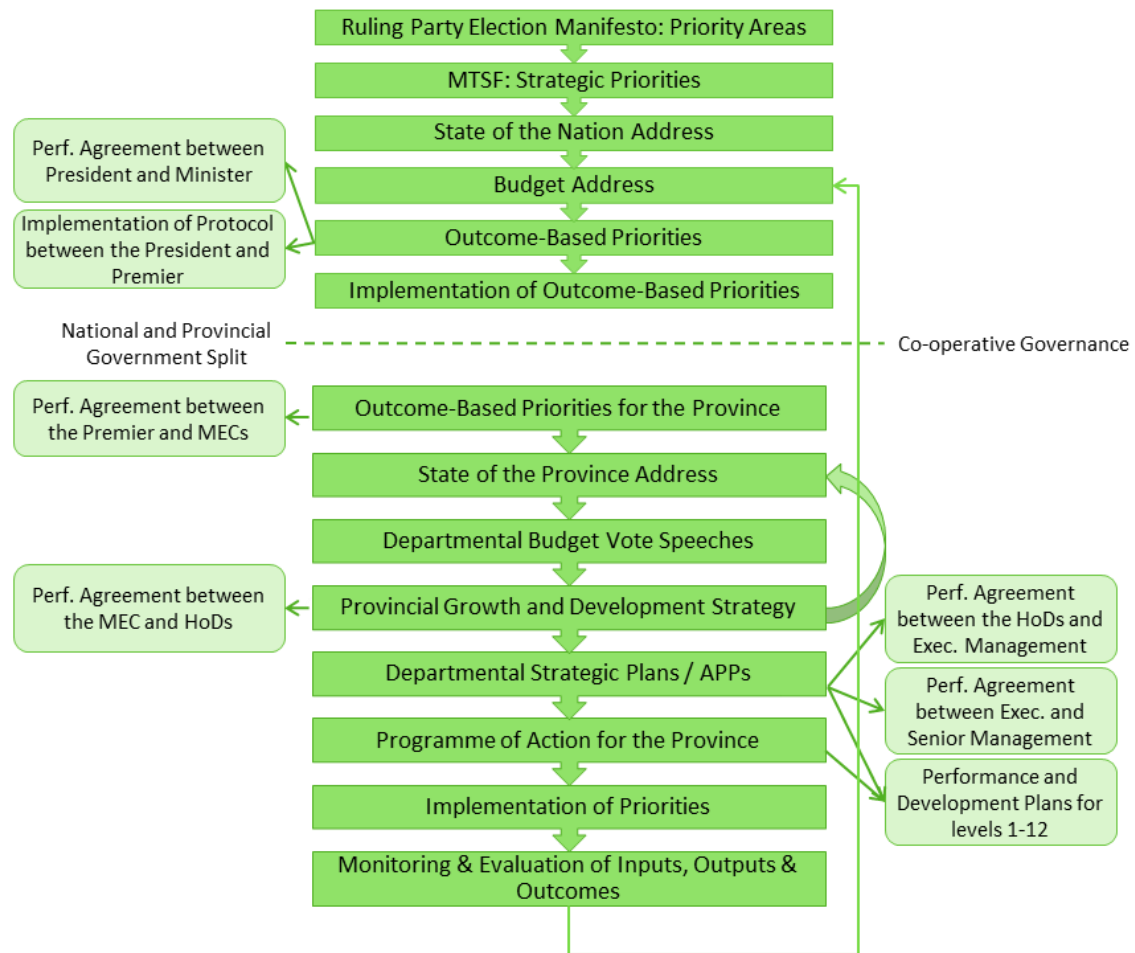 Ruling Party Election Manifesto: Priority Areas
MTSF: Strategic Priorities
State of the Nation Address
Perf. Agreement between
President and Minister
Budget Address
Implementation of Protocol
between the President and
Premier
Outcome-Based Priorities
Implementation of Outcome-Based Priorities
National and Provincial
Government Split
Co-operative Governance
Perf. Agreement between
the Premier and MECs
Outcome-Based Priorities for the Province
State of the Province Address
Departmental Budget Vote Speeches
Perf. Agreement between
the MEC and HoDs
Provincial Growth and Development Strategy
Perf. Agreement
between the HoDs and
Exec. Management
Departmental Strategic Plans / APPs
Perf. Agreement
between Exec. and
Senior Management
Programme of Action for the Province
Performance and
Development Plans for
levels 1-12
Implementation of Priorities
Monitoring & Evaluation of Inputs, Outputs &
Outcomes